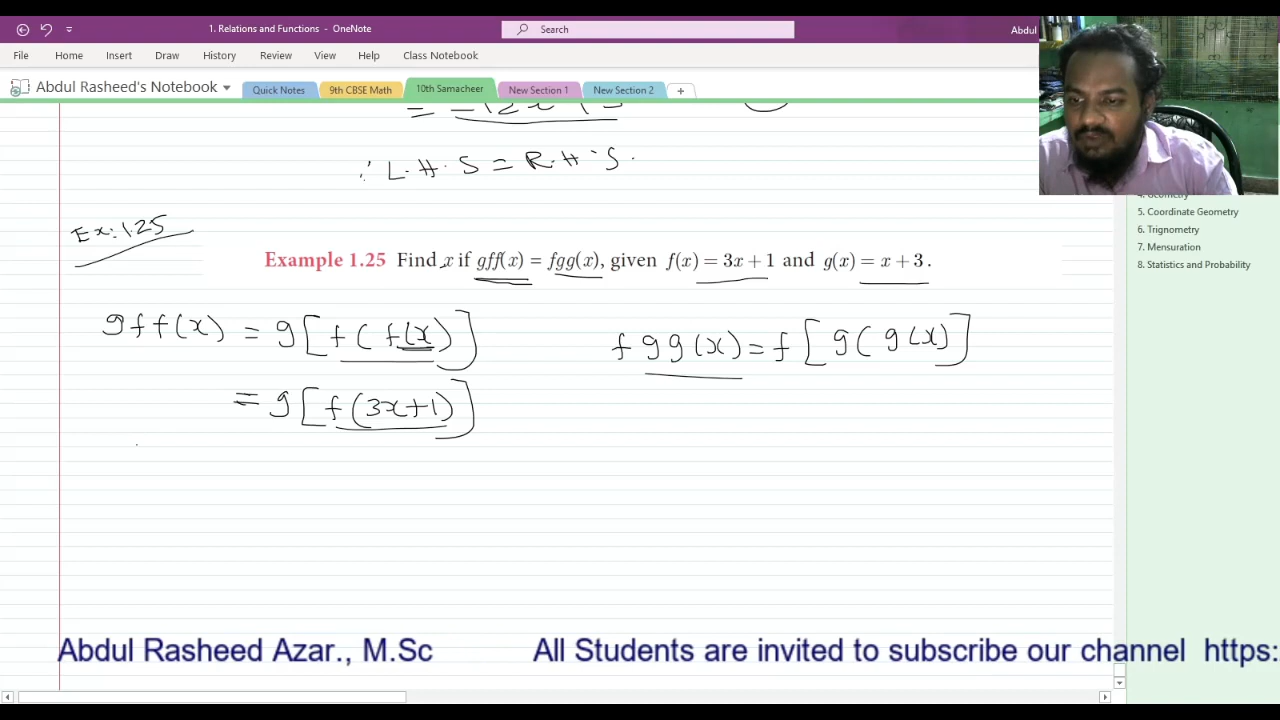 1. Relations and Functions - OneNote
Search
Abdul
File Home Insert Draw History Review View Help Class Notebook
Abdul Rasheed's Notebook
Quick Notes 9th CBSE Math 10th Samacheer New Section 1 New Section 2 +
∴ L.H.S = R.H.S.
5. Coordinate Geometry
6. Trignometry
7. Mensuration
8. Statistics and Probability
Ex: 1.25
Example 1.25 Find x if gff(x) = fgg(x), given f(x) = 3x + 1 and g(x) = x + 3.
gff(x) = g[f(f(x))]
= g[f(3x+1)]
fgg(x) = f[g(g(x)]
Abdul Rasheed Azar., M.Sc All Students are invited to subscribe our channel https: